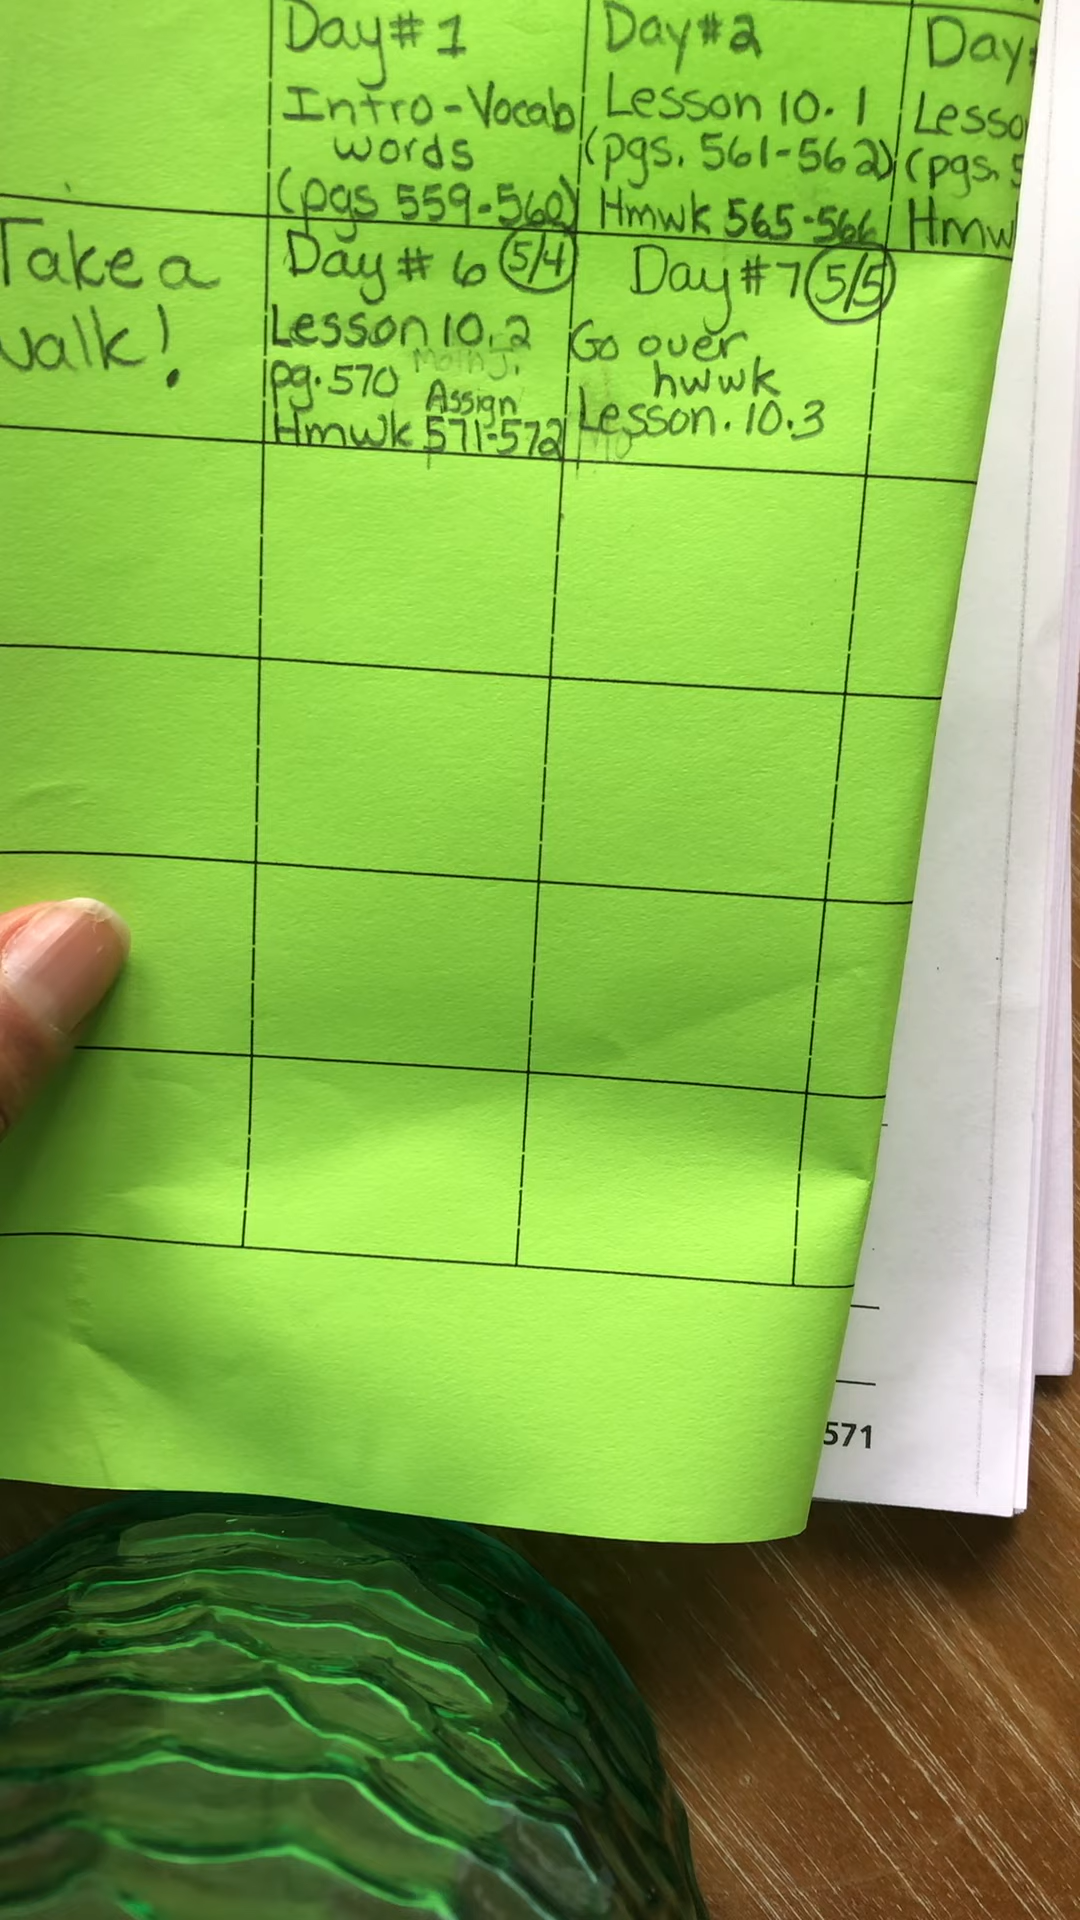 Day#1
Intro-Vocab
words
(pgs 559-560)
Day#2
Lesson 10.1
(pgs. 561-562)
Hmwk 565-566
Day
Lesso
(pgs. 5
Hmw
Take a
walk!
Day #6 5/4
Lesson 10.2
pg. 570
Assign
Hmwk 571-572
Day #7 5/5
Go over
hwwk
Lesson. 10.3
571